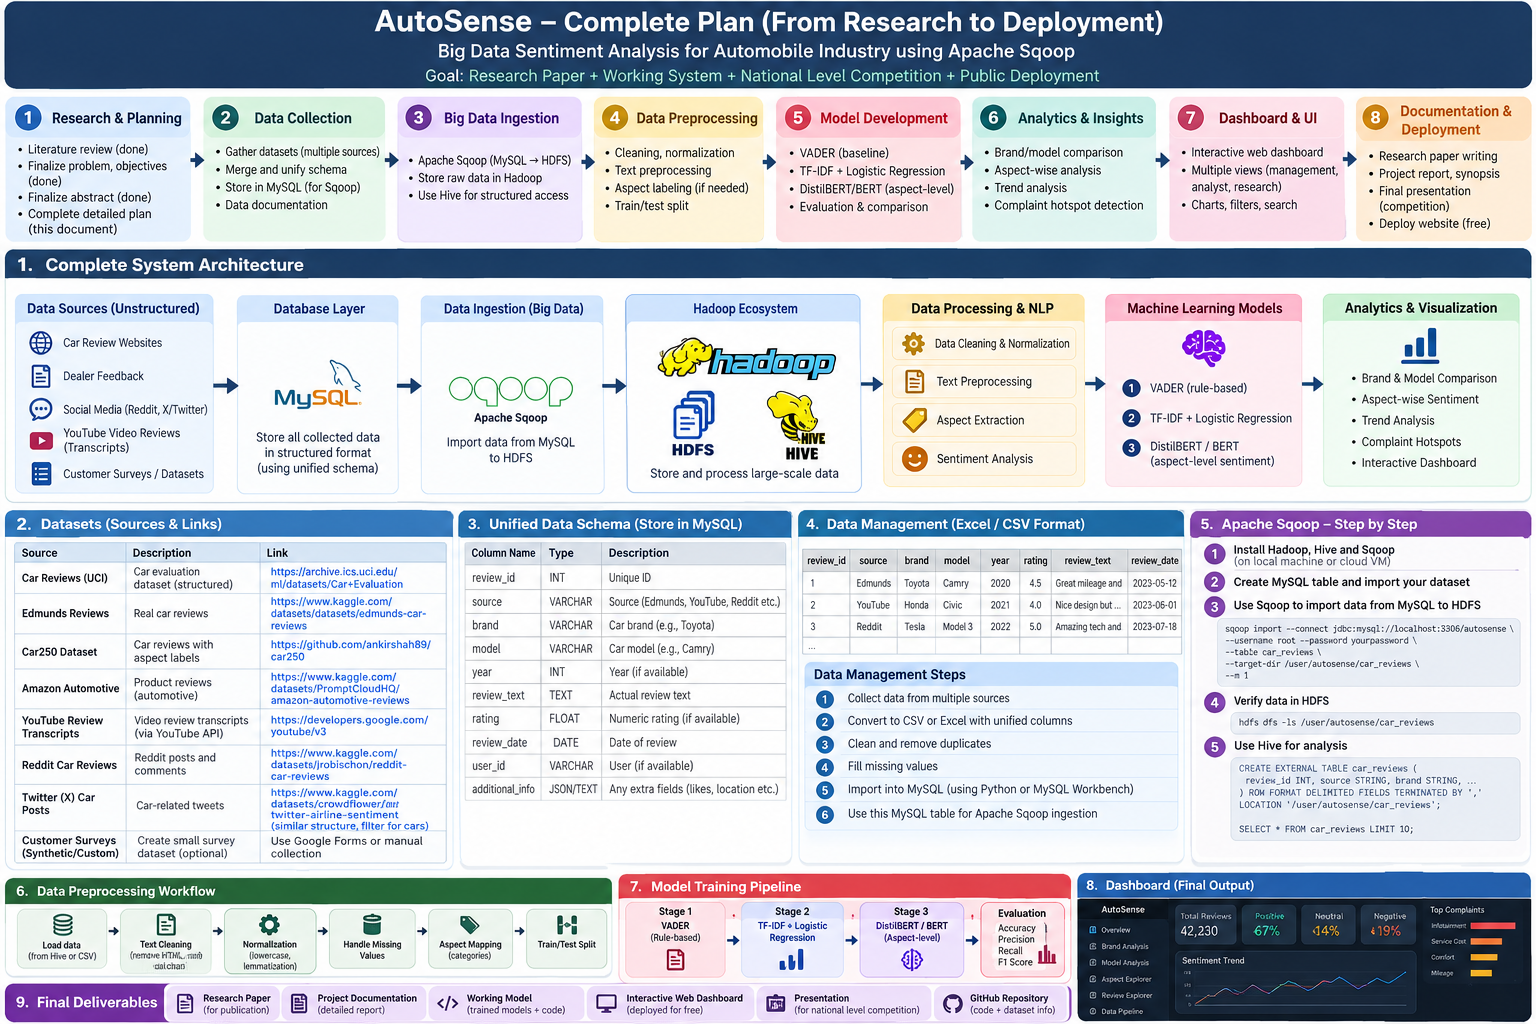 AutoSense – Complete Plan (From Research to Deployment)
Big Data Sentiment Analysis for Automobile Industry using Apache Sqoop
Goal: Research Paper + Working System + National Level Competition + Public Deployment
1 Research & Planning
• Literature review (done)
• Finalize problem, objectives
(done)
• Finalize abstract (done)
• Complete detailed plan
(this document)
2 Data Collection
• Gather datasets (multiple sources)
• Merge and unify schema
• Store in MySQL (for Sqoop)
• Data documentation
3 Big Data Ingestion
• Apache Sqoop (MySQL → HDFS)
• Store raw data in Hadoop
• Use Hive for structured access
4 Data Preprocessing
• Cleaning, normalization
• Text preprocessing
• Aspect labeling (if needed)
• Train/test split
5 Model Development
• VADER (baseline)
• TF-IDF + Logistic Regression
• DistilBERT/BERT (aspect-level)
• Evaluation & comparison
6 Analytics & Insights
• Brand/model comparison
• Aspect-wise analysis
• Trend analysis
• Complaint hotspot detection
7 Dashboard & UI
• Interactive web dashboard
• Multiple views (management,
analyst, research)
• Charts, filters, search
8 Documentation &
Deployment
• Research paper writing
• Project report, synopsis
• Final presentation
(competition)
• Deploy website (free)
1. Complete System Architecture
Data Sources (Unstructured)
Car Review Websites
Dealer Feedback
Social Media (Reddit, X/Twitter)
YouTube Video Reviews
(Transcripts)
Customer Surveys / Datasets
Database Layer
MySQL
Store all collected data
in structured format
(using unified schema)
Data Ingestion (Big Data)
oqoop
Apache Sqoop
Import data from MySQL
to HDFS
Hadoop Ecosystem
hadoop
HDFS
HIVE
HIVE
Store and process large-scale data
Data Processing & NLP
Data Cleaning & Normalization
Text Preprocessing
Aspect Extraction
Sentiment Analysis
Machine Learning Models
1 VADER (rule-based)
2 TF-IDF + Logistic Regression
3 DistilBERT / BERT
(aspect-level sentiment)
Analytics & Visualization
• Brand & Model Comparison
• Aspect-wise Sentiment
• Trend Analysis
• Complaint Hotspots
• Interactive Dashboard
2. Datasets (Sources & Links)
Source Description Link
Car Reviews (UCI) Car evaluation
dataset (structured) https://archive.ics.uci.edu/
ml/datasets/Car+Evaluation
Edmunds Reviews Real car reviews https://www.kaggle.com/
datasets/datasets/edmunds-car-
reviews
Car250 Dataset Car reviews with
aspect labels https://github.com/ankirshah89/
car250
Amazon Automotive Product reviews
(automotive) https://www.kaggle.com/
datasets/PromptCloudHQ/
amazon-automotive-reviews
YouTube Review
Transcripts Video review transcripts
(via YouTube API) https://developers.google.com/
youtube/v3
Reddit Car Reviews Reddit posts and
comments https://www.kaggle.com/
datasets/jrobischon/reddit-
car-reviews
Twitter (X) Car
Posts Car-related tweets https://www.kaggle.com/
datasets/crowdflower/
twitter-airline-sentiment
(similar structure, filter for cars)
Customer Surveys
(Synthetic/Custom) Create small survey
dataset (optional) Use Google Forms or manual
collection
3. Unified Data Schema (Store in MySQL)
Column Name Type Description
review_id INT Unique ID
source VARCHAR Source (Edmunds, YouTube, Reddit etc.)
brand VARCHAR Car brand (e.g., Toyota)
model VARCHAR Car model (e.g., Camry)
year INT Year (if available)
review_text TEXT Actual review text
rating FLOAT Numeric rating (if available)
review_date DATE Date of review
user_id VARCHAR User (if available)
additional_info JSON/TEXT Any extra fields (likes, location etc.)
4. Data Management (Excel / CSV Format)
review_id source brand model year rating review_text review_date
1 Edmunds Toyota Camry 2020 4.5 Great mileage and 2023-05-12
2 YouTube Honda Civic 2021 4.0 Nice design but ... 2023-06-01
3 Reddit Tesla Model 3 2022 5.0 Amazing tech and 2023-07-18
...
Data Management Steps
1 Collect data from multiple sources
2 Convert to CSV or Excel with unified columns
3 Clean and remove duplicates
4 Fill missing values
5 Import into MySQL (using Python or MySQL Workbench)
6 Use this MySQL table for Apache Sqoop ingestion
5. Apache Sqoop – Step by Step
1 Install Hadoop, Hive and Sqoop
(on local machine or cloud VM)
2 Create MySQL table and import your dataset
3 Use Sqoop to import data from MySQL to HDFS
sqoop import --connect jdbc:mysql://localhost:3306/autosense \
--username root --password yourpassword \
--table car_reviews \
--target-dir /user/autosense/car_reviews \
--m 1
4 Verify data in HDFS
hdfs dfs -ls /user/autosense/car_reviews
5 Use Hive for analysis
CREATE EXTERNAL TABLE car_reviews (
review_id INT, source STRING, brand STRING, ...
) ROW FORMAT DELIMITED FIELDS TERMINATED BY ','
LOCATION '/user/autosense/car_reviews';
SELECT * FROM car_reviews LIMIT 10;
6. Data Preprocessing Workflow
Load data
(from Hive or CSV)
Text Cleaning
(remove HTML,
Normalization
(lowercase,
lemmatization)
Handle Missing
Values
Aspect Mapping
(categories)
Train/Test Split
7. Model Training Pipeline
Stage 1
VADER
(Rule-based)
Stage 2
TF-IDF + Logistic
Regression
Stage 3
DistilBERT / BERT
(Aspect-level)
Evaluation
Accuracy
Precision
Recall
F1 Score
8. Dashboard (Final Output)
AutoSense
Overview
Brand Analysis
Model Analysis
Aspect Explorer
Review Explorer
Data Pipeline
Total Reviews
42,230
Positive
67%
Neutral
14%
Negative
19%
Sentiment Trend
Top Complaints
Infotainment
Service Cost
Comfort
Mileage
9. Final Deliverables
Research Paper
(for publication)
Project Documentation
(detailed report)
Working Model
(trained models + code)
Interactive Web Dashboard
(deployed for free)
Presentation
(for national level competition)
GitHub Repository
(code + dataset info)